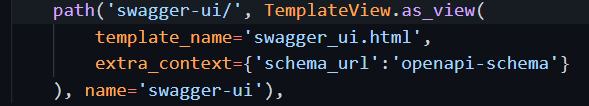 path('swagger-ui/', TemplateView.as_view(
template_name='swagger_ui.html',
extra_context={'schema_url':'openapi-schema'}
), name='swagger-ui'),